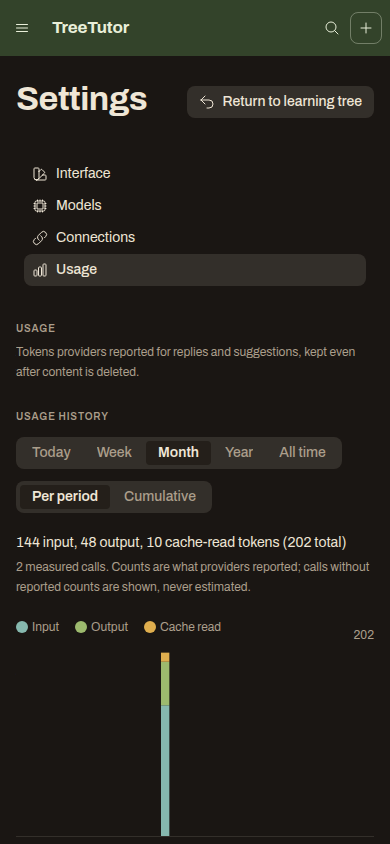 TreeTutor
Settings
Return to learning tree
Interface
Models
Connections
Usage
USAGE
Tokens providers reported for replies and suggestions, kept even
after content is deleted.
USAGE HISTORY
Today Week Month Year All time
Per period Cumulative
144 input, 48 output, 10 cache-read tokens (202 total)
2 measured calls. Counts are what providers reported; calls without
reported counts are shown, never estimated.
Input Output Cache read
202